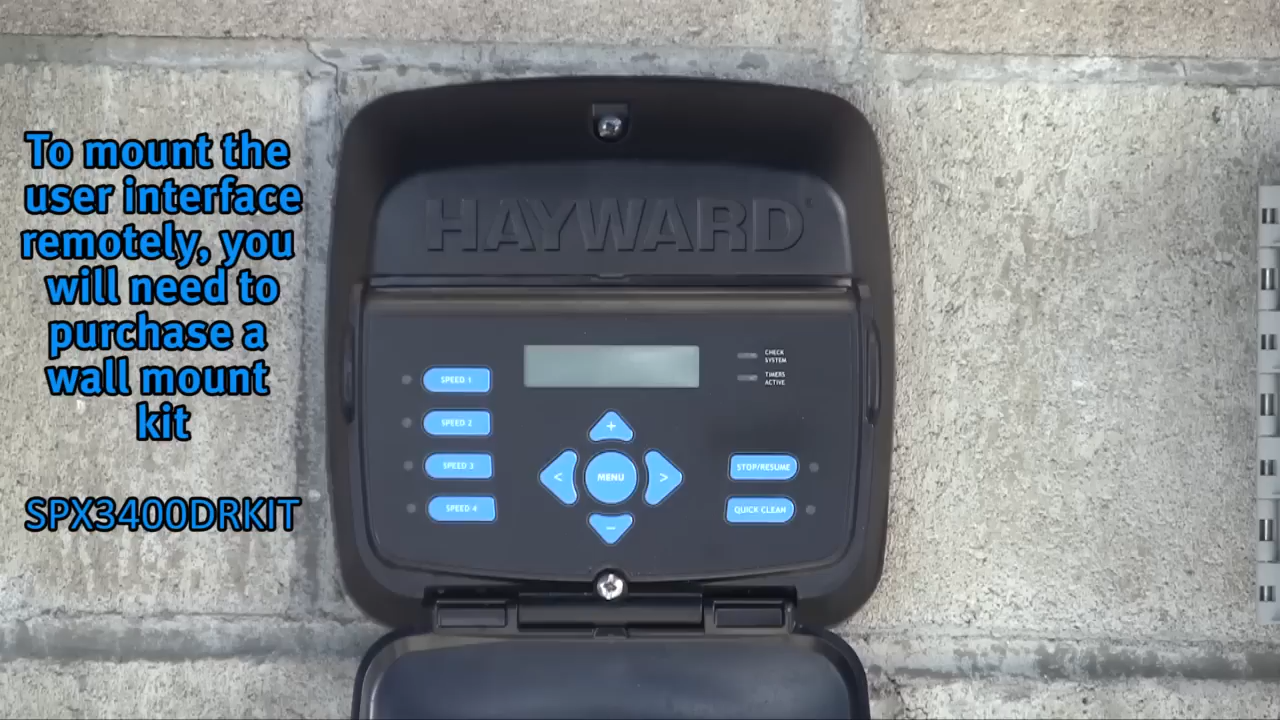 To mount the
user interface
remotely, you
will need to
purchase a
wall mount
kit
SPX3400DRKIT
HAYWARD
SPEED 1
SPEED 2
SPEED 3
SPEED 4
+
<
MENU
>
−
CHECK
SYSTEM
TIMERS
ACTIVE
STOP/RESUME
QUICK CLEAN